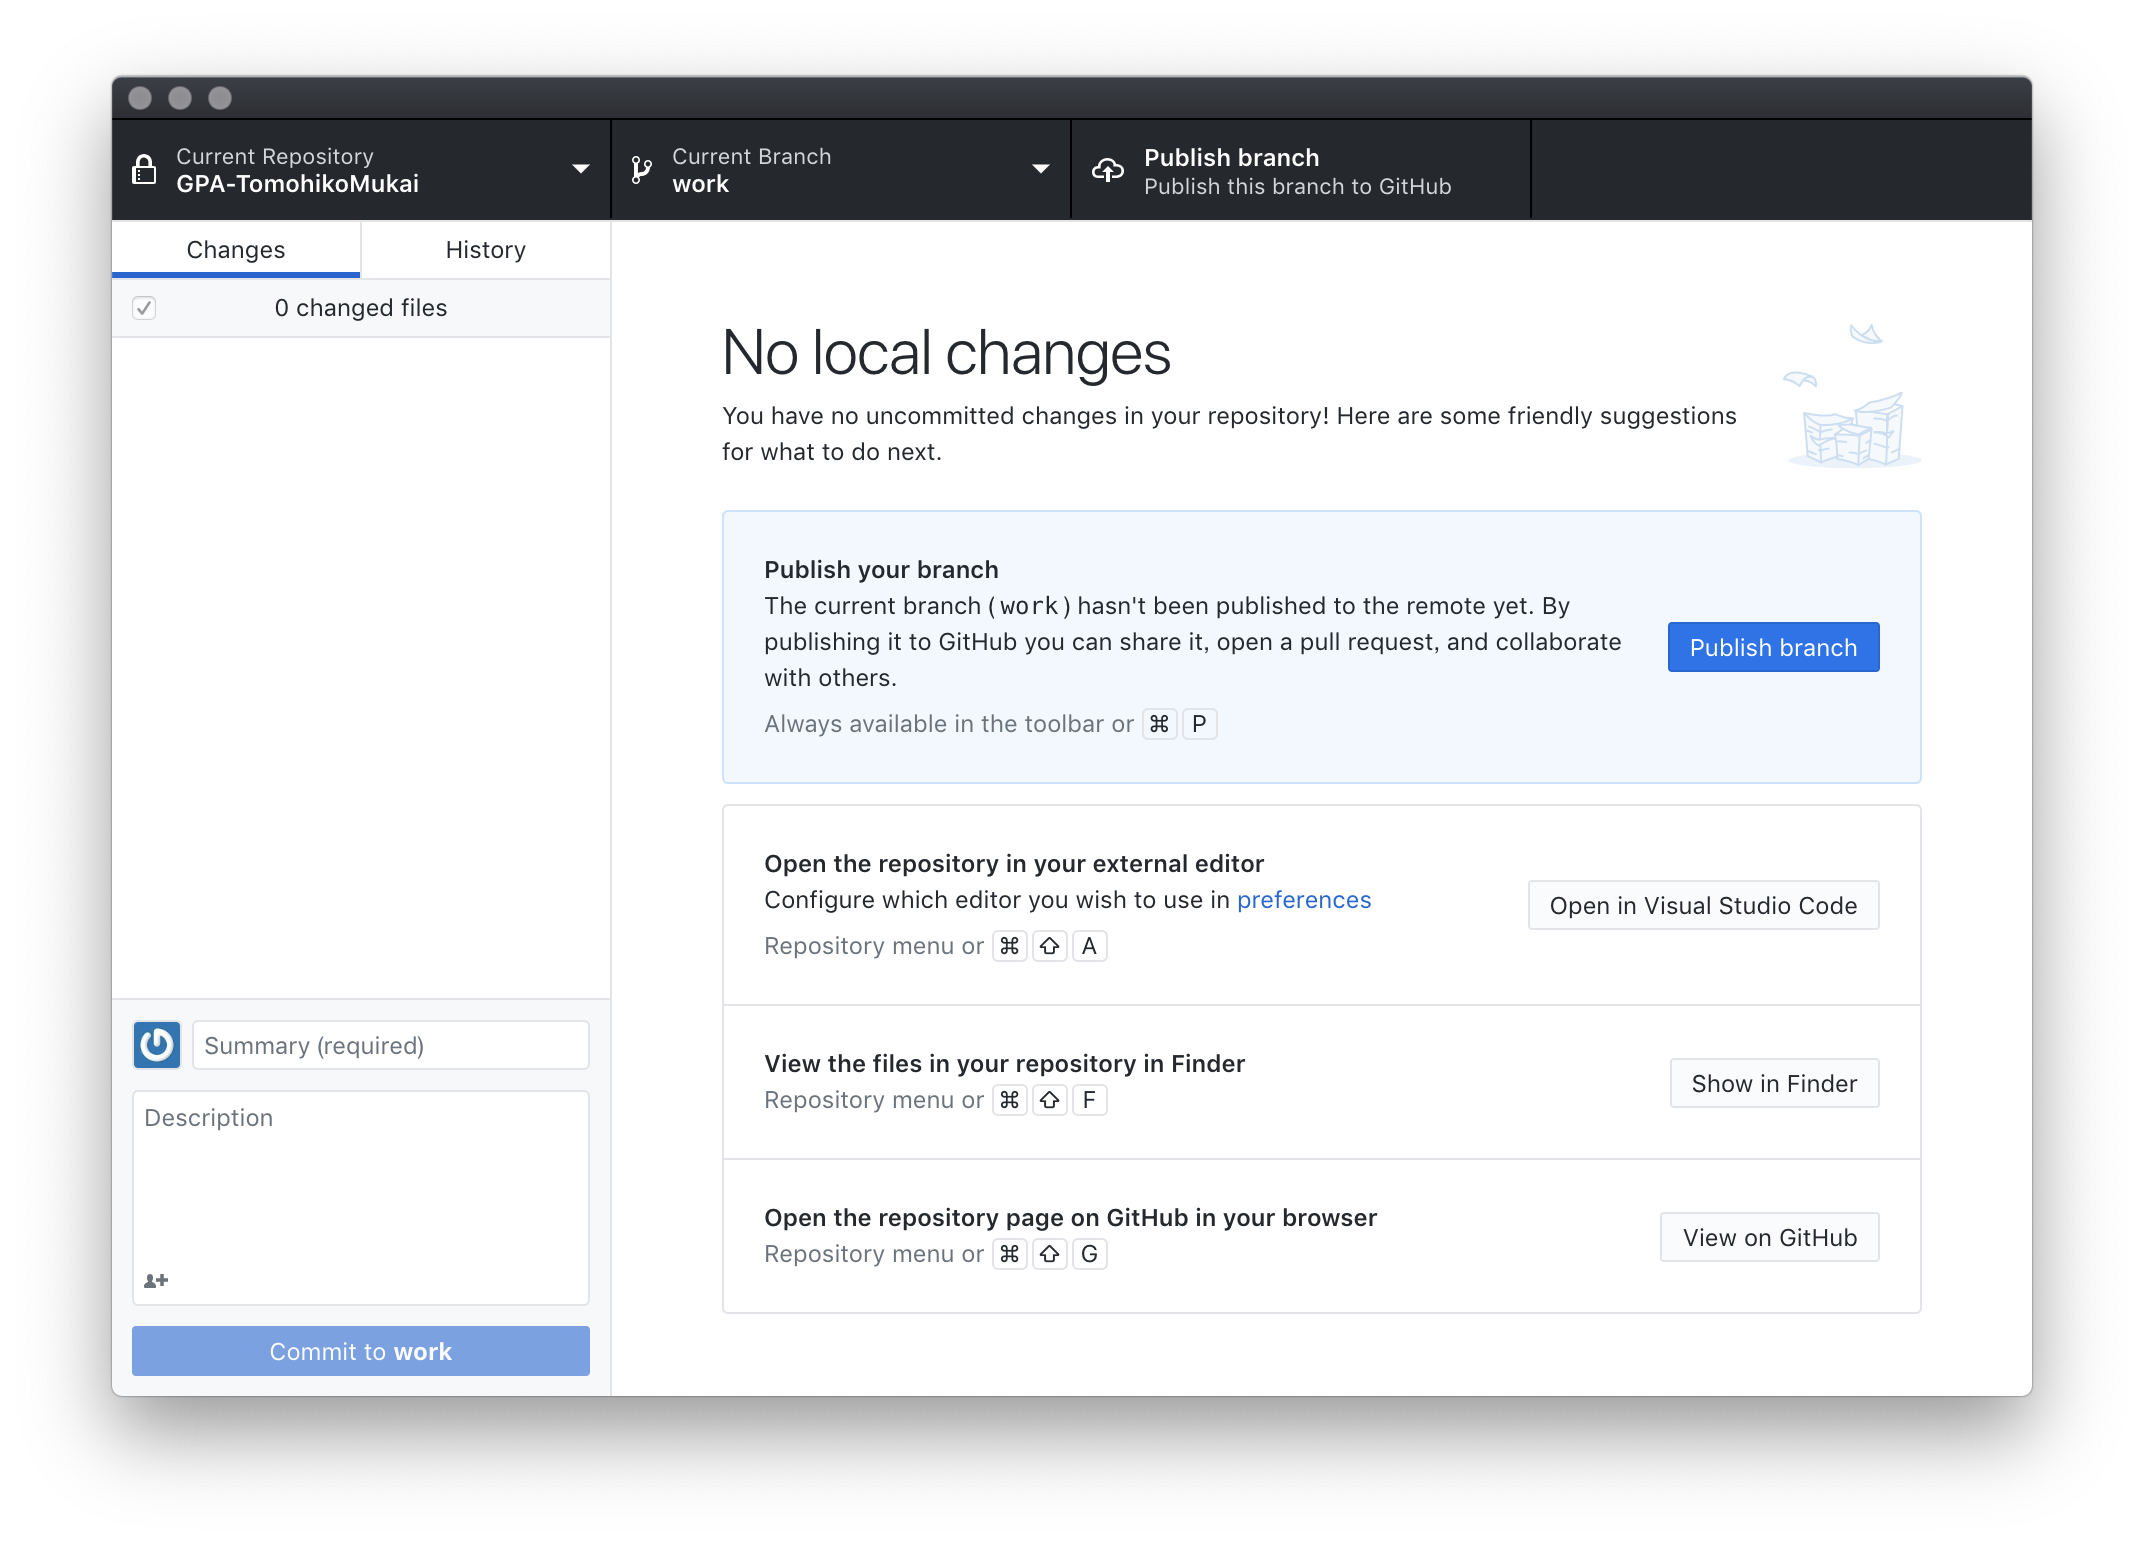 Current Repository
GPA-TomohikoMukai
Current Branch
work
Publish branch
Publish this branch to GitHub
Changes
History
0 changed files
No local changes
You have no uncommitted changes in your repository! Here are some friendly suggestions
for what to do next.
Publish your branch
The current branch (work) hasn't been published to the remote yet. By
publishing it to GitHub you can share it, open a pull request, and collaborate
with others.
Always available in the toolbar or ⌘ P
Publish branch
Open the repository in your external editor
Configure which editor you wish to use in preferences
Repository menu or ⌘ ⇧ A
Open in Visual Studio Code
View the files in your repository in Finder
Repository menu or ⌘ ⇧ F
Show in Finder
Open the repository page on GitHub in your browser
Repository menu or ⌘ ⇧ G
View on GitHub
Summary (required)
Description
Commit to work